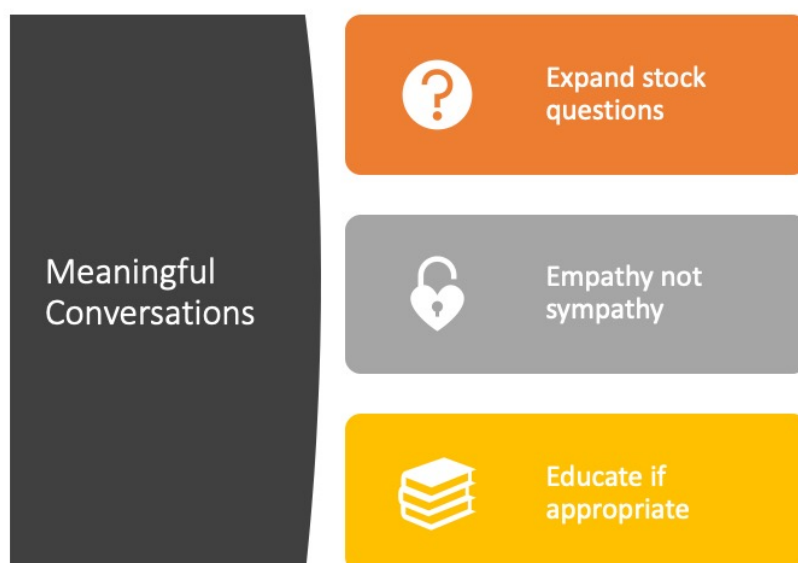 Meaningful
Conversations
Expand stock
questions
Empathy not
sympathy
Educate if
appropriate